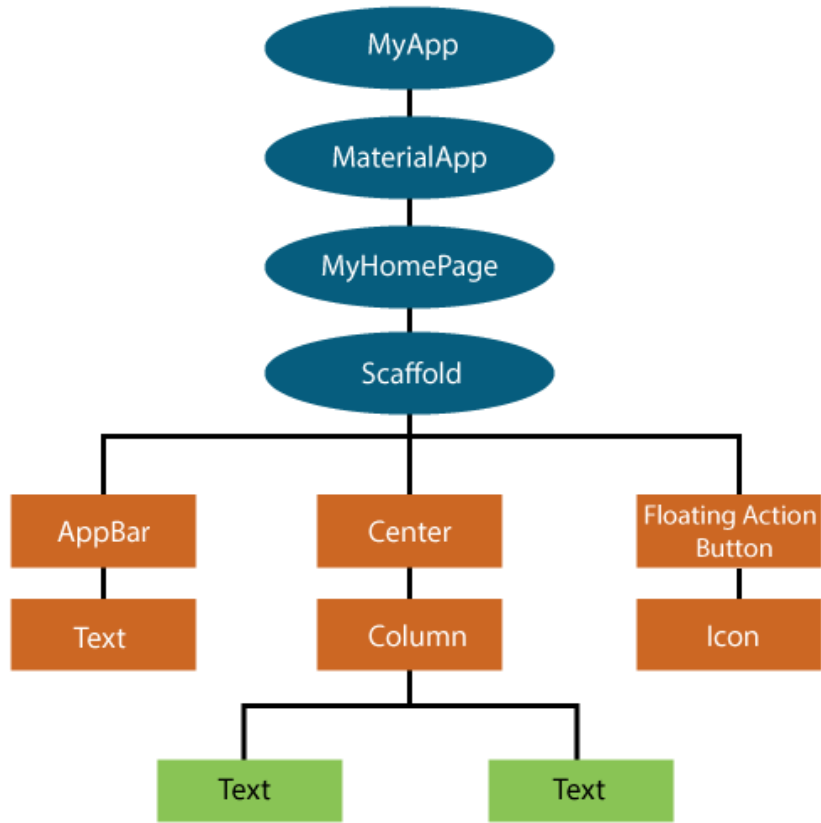 MyApp
MaterialApp
MyHomePage
Scaffold
AppBar
Center
Floating Action
Button
Text
Column
Icon
Text
Text